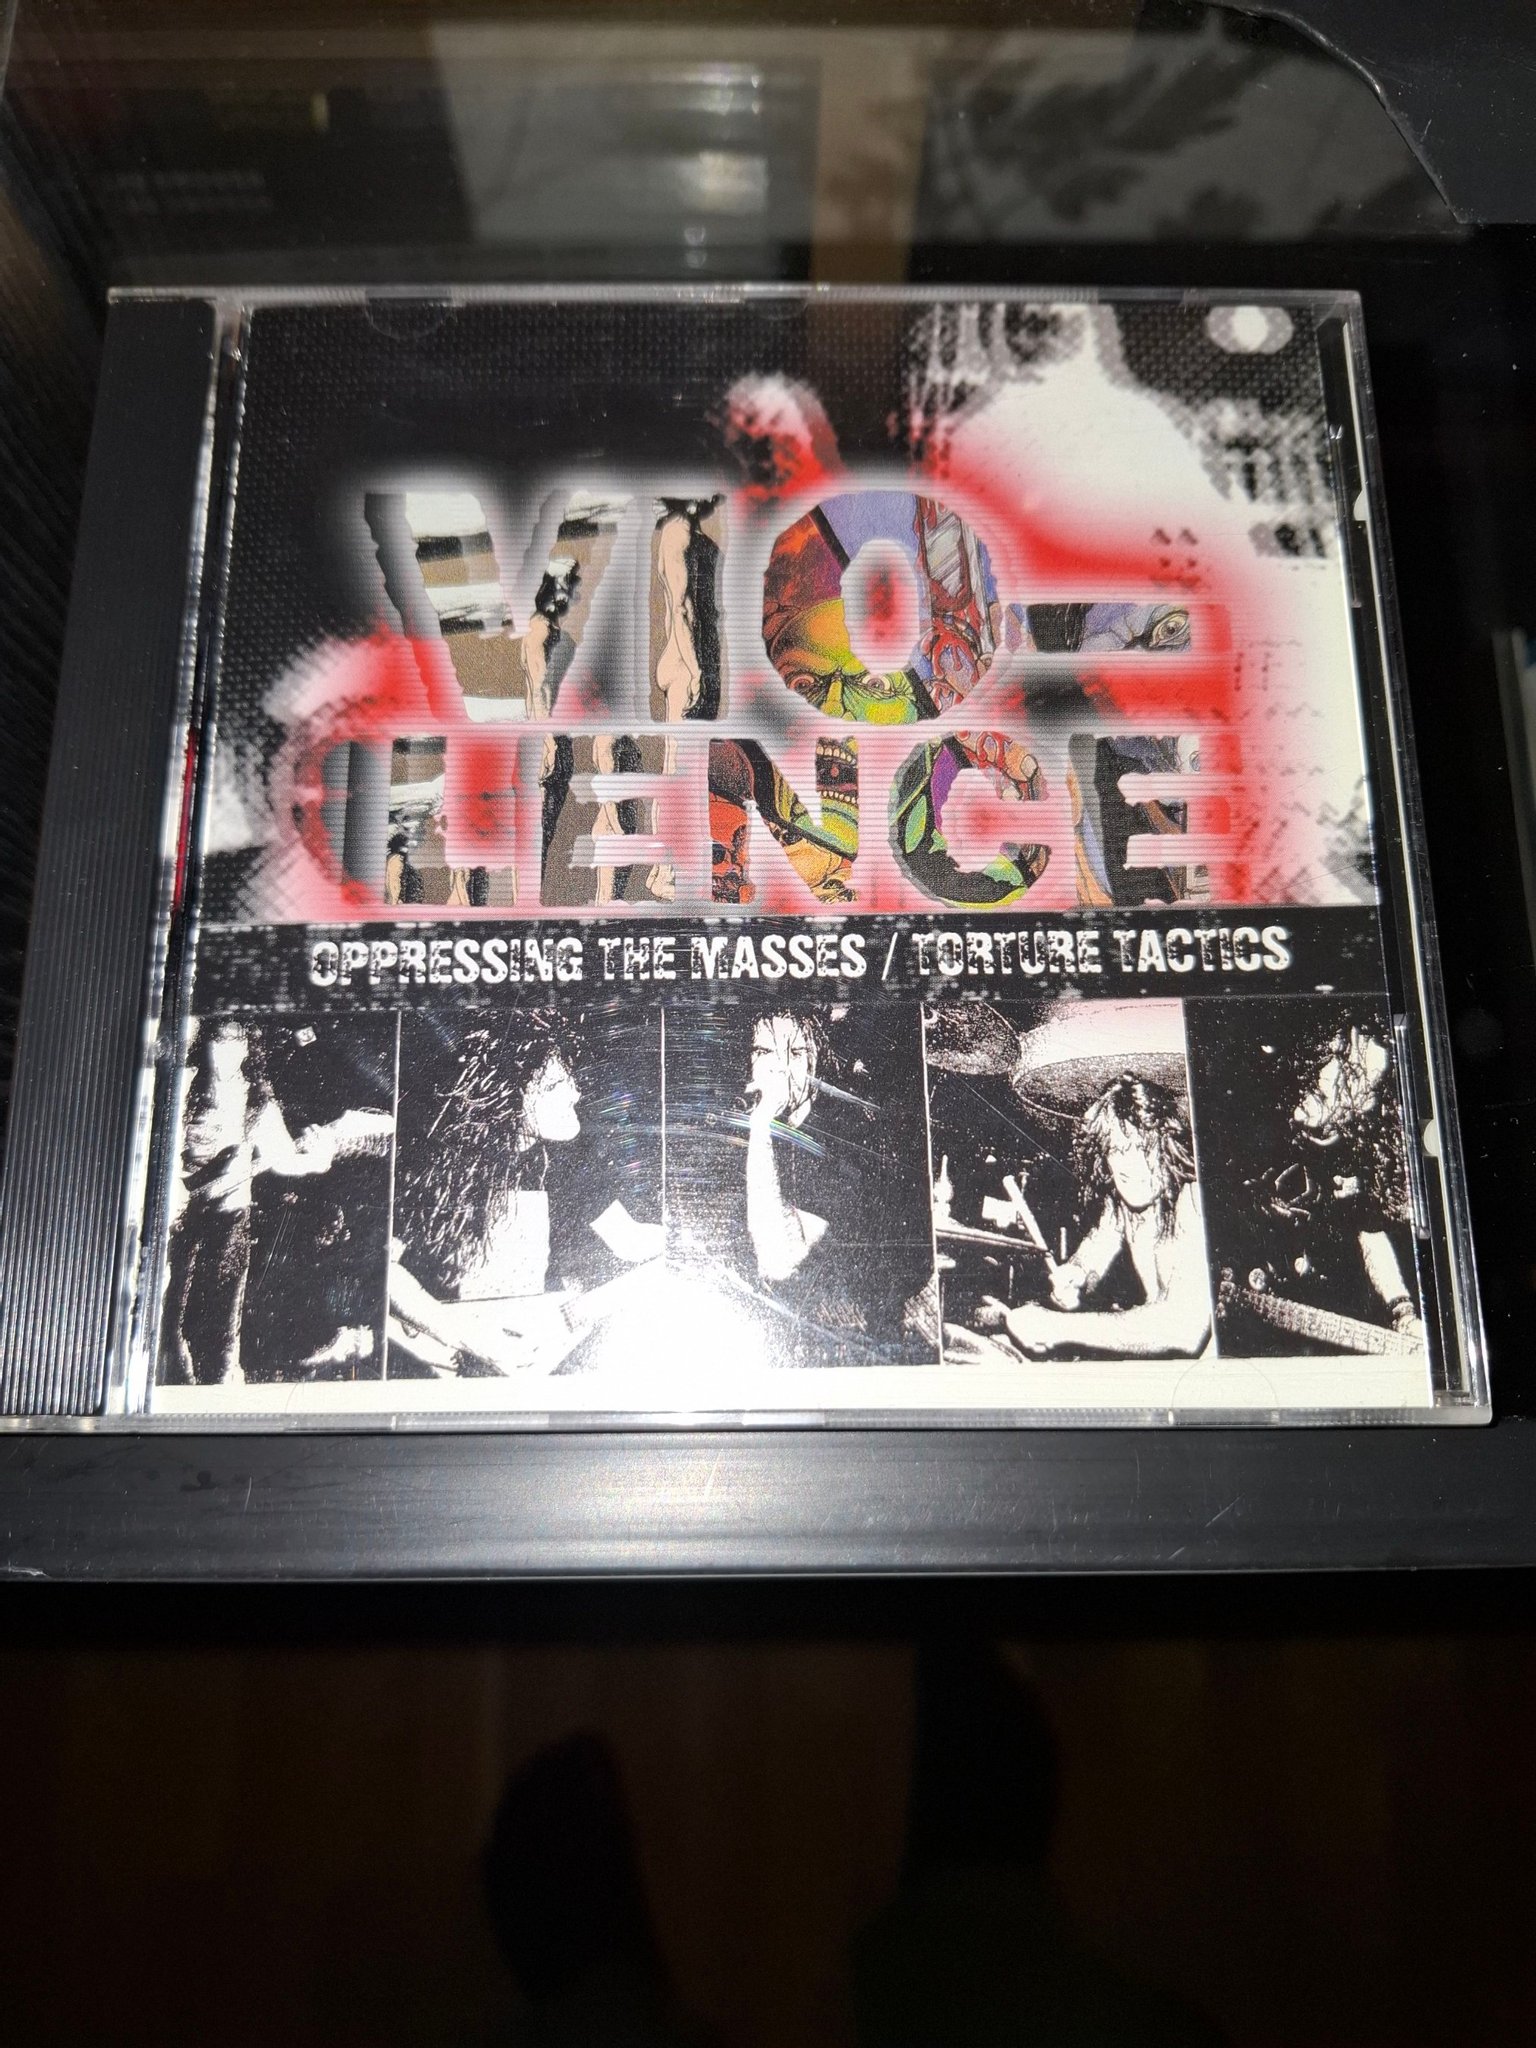 VIO-
LENCE
OPPRESSING THE MASSES / TORTURE TACTICS